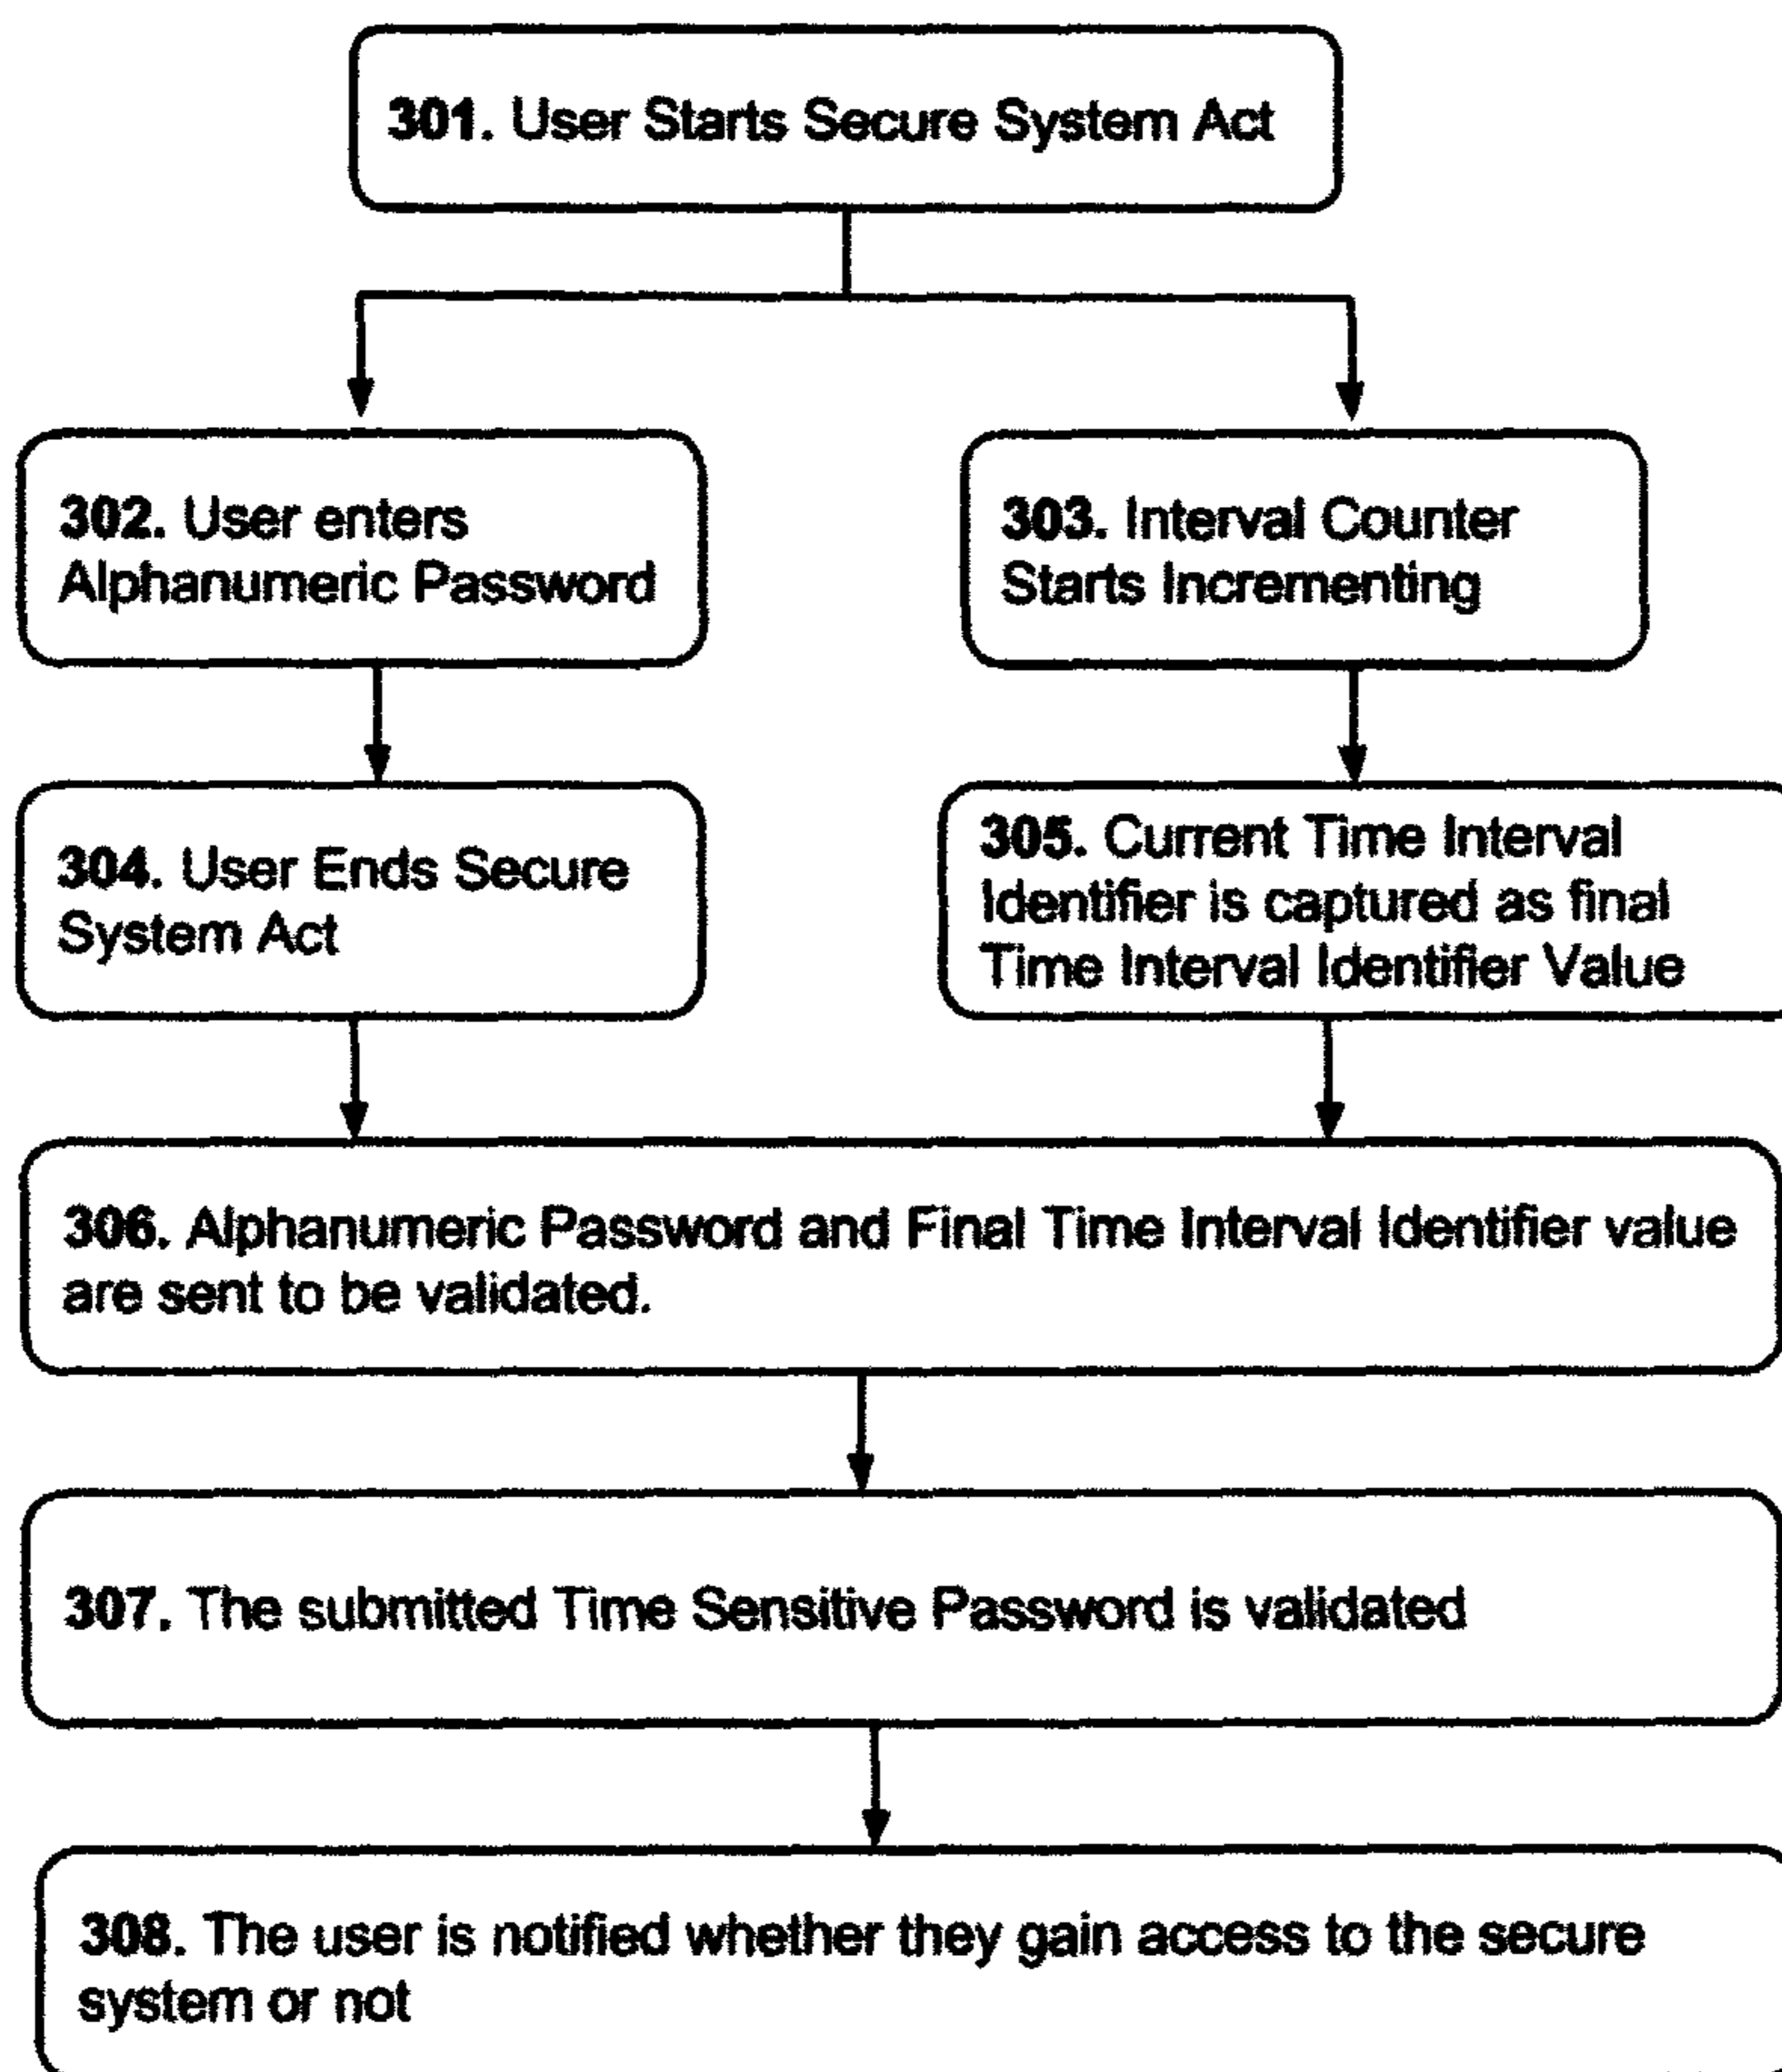 301. User Starts Secure System Act
302. User enters
Alphanumeric Password
303. Interval Counter
Starts Incrementing
304. User Ends Secure
System Act
305. Current Time Interval
Identifier is captured as final
Time Interval Identifier Value
306. Alphanumeric Password and Final Time Interval Identifier value
are sent to be validated.
307. The submitted Time Sensitive Password is validated
308. The user is notified whether they gain access to the secure
system or not